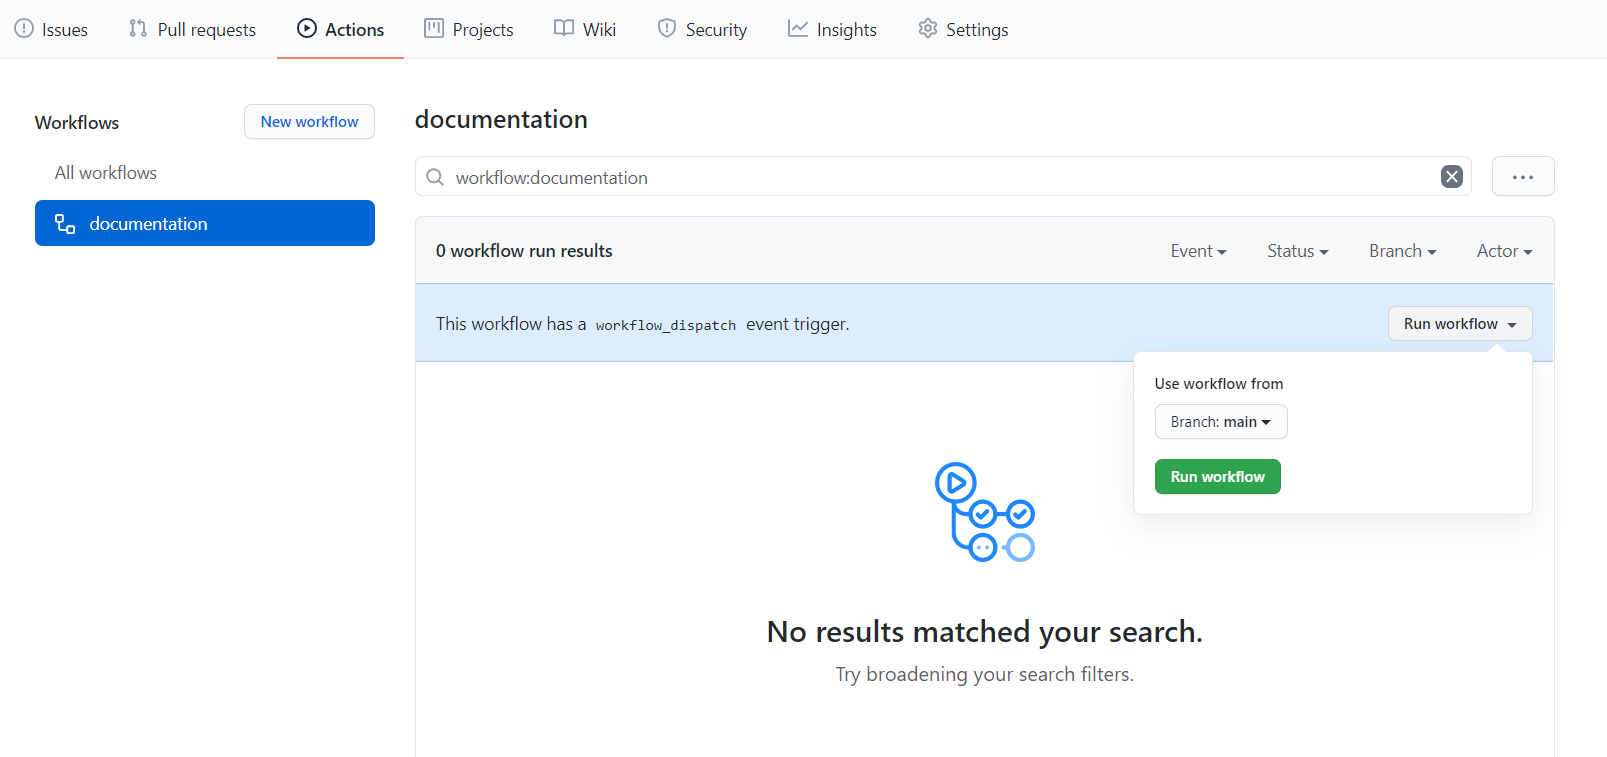 Issues Pull requests Actions Projects Wiki Security Insights Settings
Workflows
New workflow
All workflows
documentation
documentation
workflow:documentation
0 workflow run results
Event Status Branch Actor
This workflow has a workflow_dispatch event trigger.
Run workflow
Use workflow from
Branch: main
Run workflow
No results matched your search.
Try broadening your search filters.